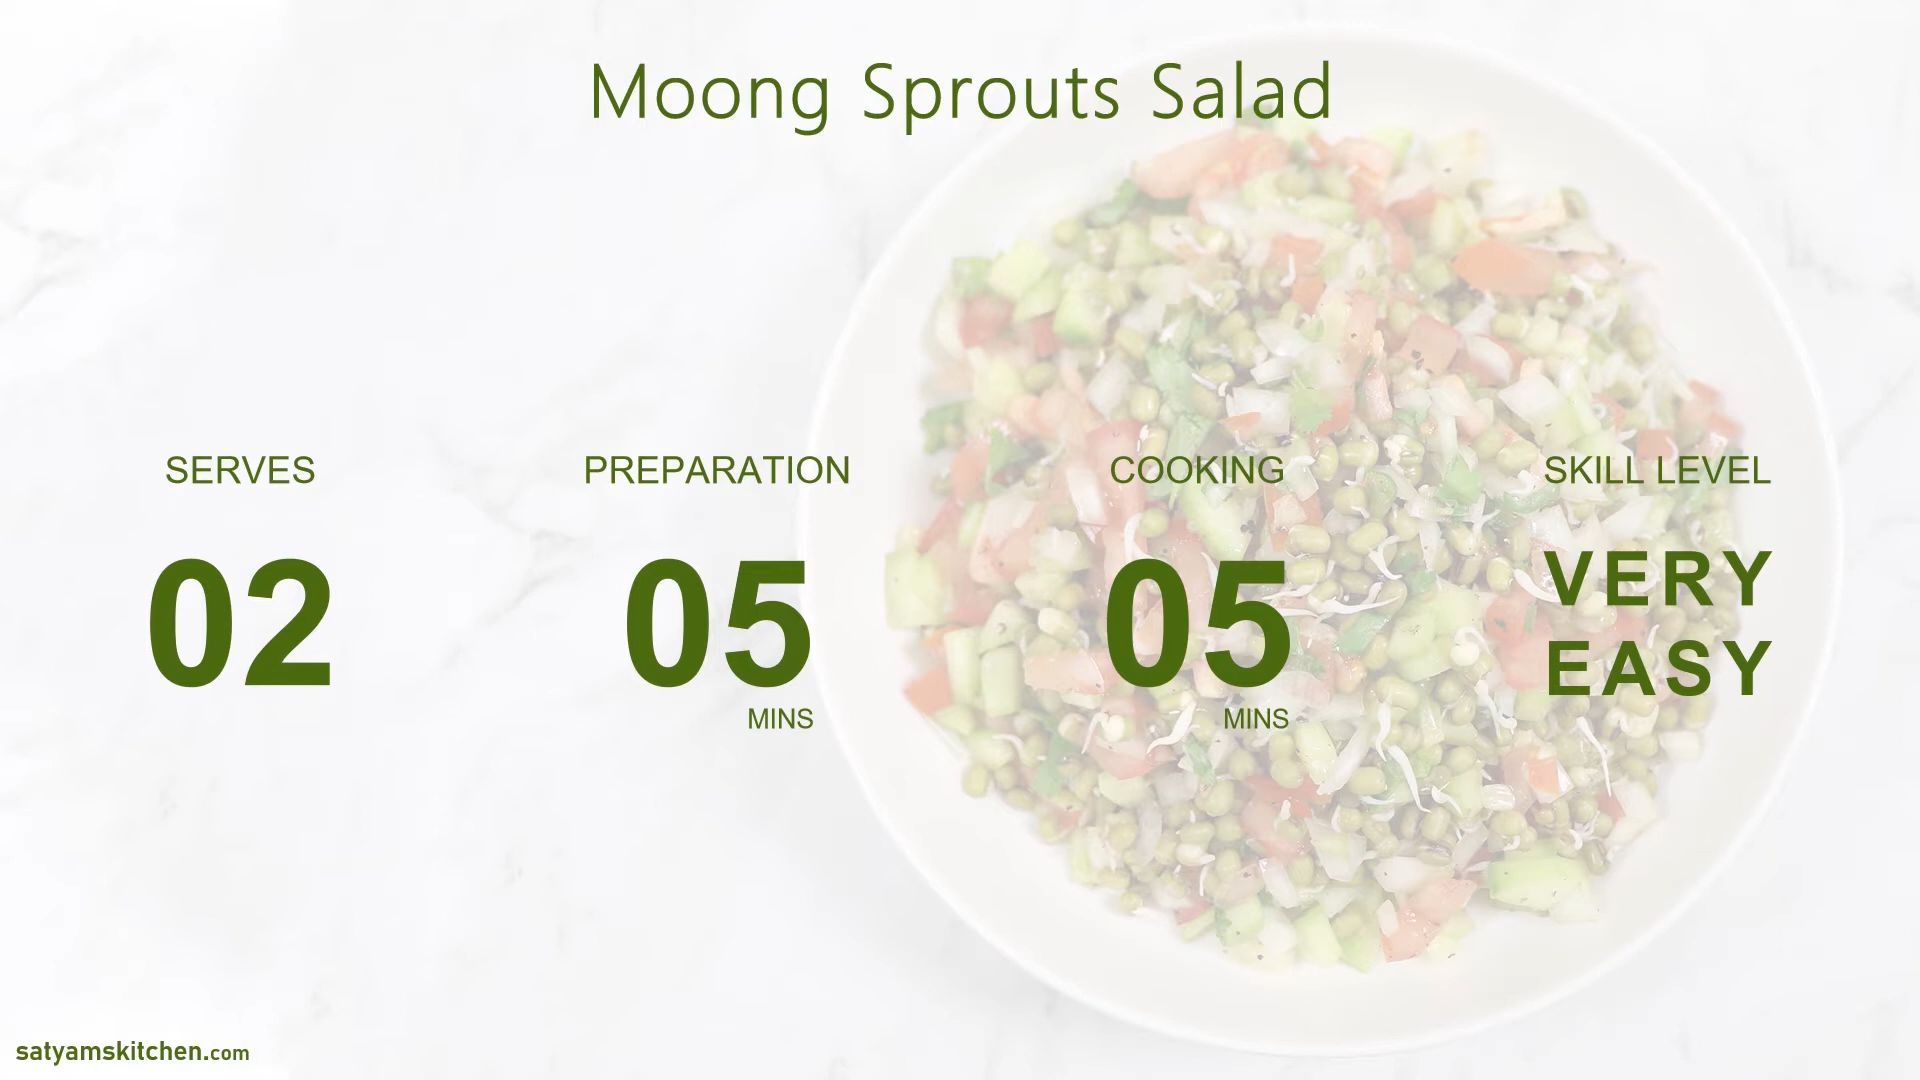 Moong Sprouts Salad
SERVES
02
PREPARATION
05
MINS
COOKING
05
MINS
SKILL LEVEL
VERY
EASY
satyamskitchen.com